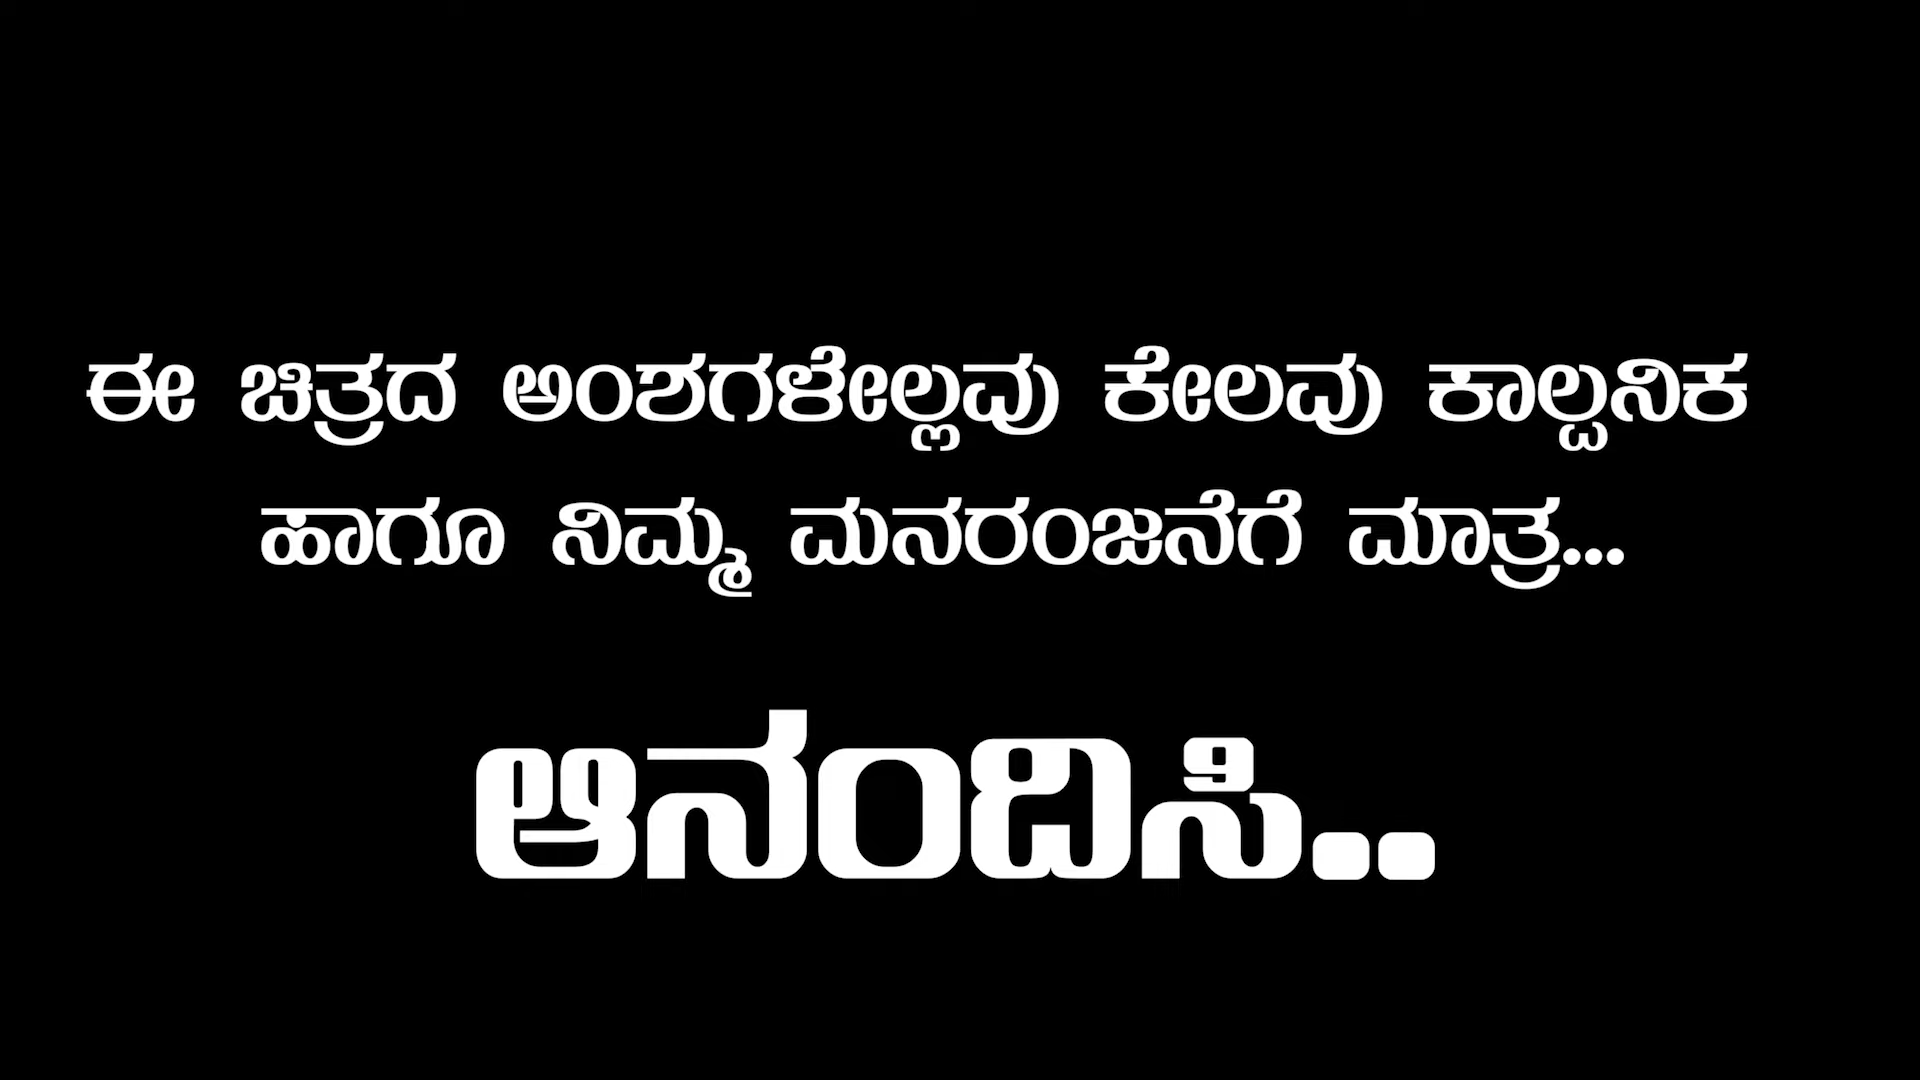 ಈ ಚಿತ್ರದ ಅಂಶಗಳೇಲ್ಲವು ಕೇಲವು ಕಾಲ್ಪನಿಕ
ಹಾಗೂ ನಿಮ್ಮ ಮನರಂಜನೆಗೆ ಮಾತ್ರ...
ಆನಂದಿಸಿ..